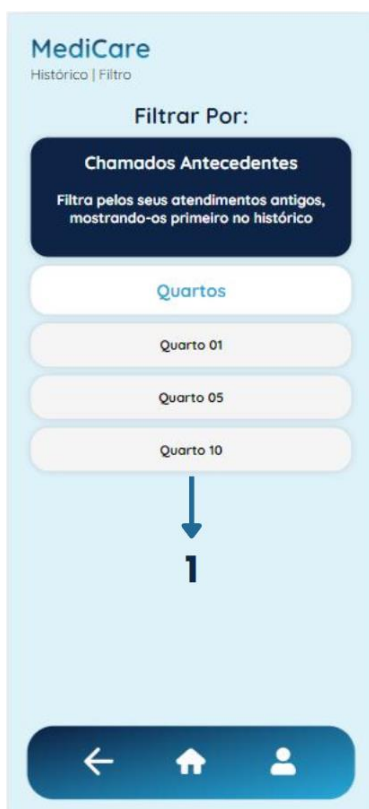 MediCare
Histórico | Filtro
Filtrar Por:
Chamados Antecedentes
Filtra pelos seus atendimentos antigos,
mostrando-os primeiro no histórico
Quartos
Quarto 01
Quarto 05
Quarto 10
1